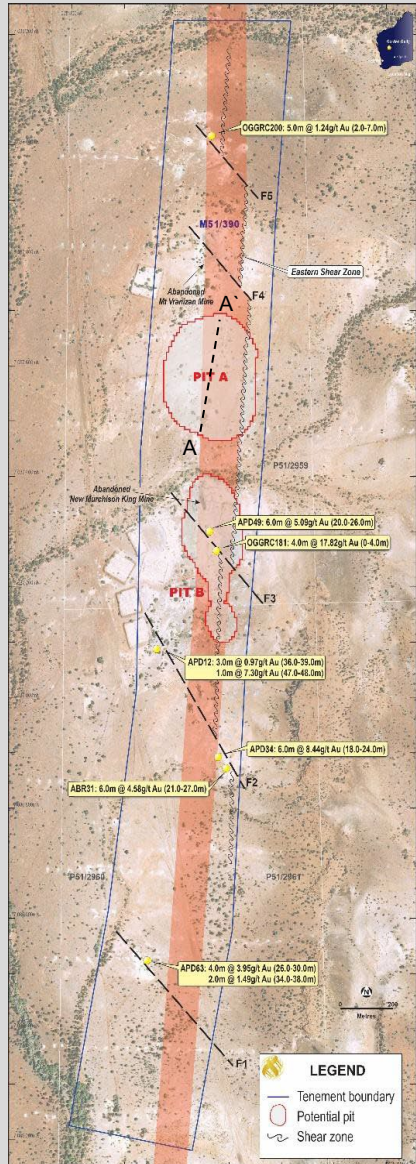 OGGRC200: 5.0m @ 1.24g/t Au (2.0-7.0m)
F5
M51/390
Eastern Shear Zone
Abandoned
Mt Vranizan Mine
F4
A`
PIT A
A
P51/2959
Abandoned
New Murchison King Mine
APD49: 6.0m @ 5.09g/t Au (20.0-26.0m)
OGGRC181: 4.0m @ 17.82g/t Au (0-4.0m)
PIT B
F3
APD12: 3.0m @ 0.97g/t Au (36.0-39.0m)
1.0m @ 7.30g/t Au (47.0-48.0m)
APD34: 6.0m @ 8.44g/t Au (18.0-24.0m)
ABR31: 6.0m @ 4.58g/t Au (21.0-27.0m)
F2
P51/2960
P51/2961
APD63: 4.0m @ 3.95g/t Au (26.0-30.0m)
2.0m @ 1.49g/t Au (34.0-38.0m)
N
0 200
Metres
F1
LEGEND
Tenement boundary
Potential pit
Shear zone